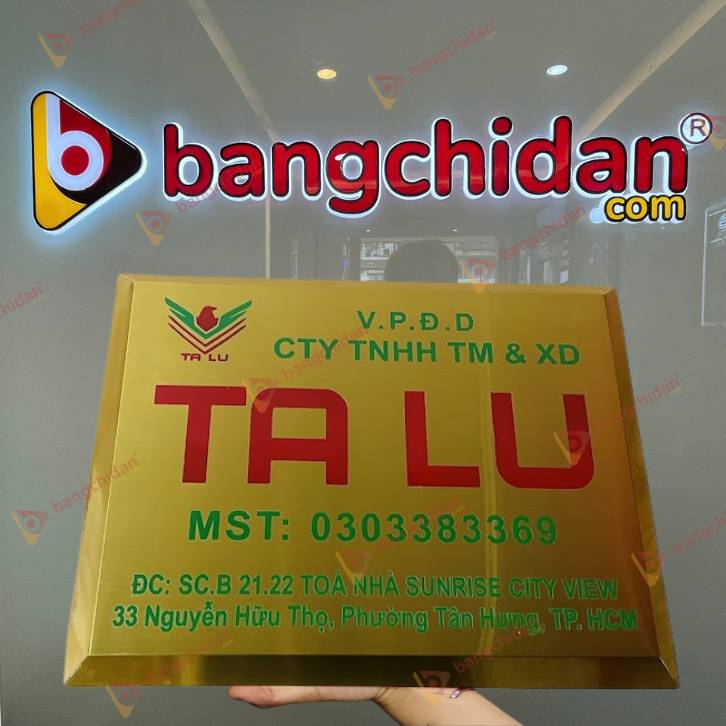 bangchidan®
com
TA LU
V.P.Đ.D
CTY TNHH TM & XD
TA LU
MST: 0303383369
ĐC: SC.B 21.22 TOÀ NHÀ SUNRISE CITY VIEW
33 Nguyễn Hữu Thọ, Phường Tân Hưng, TP. HCM